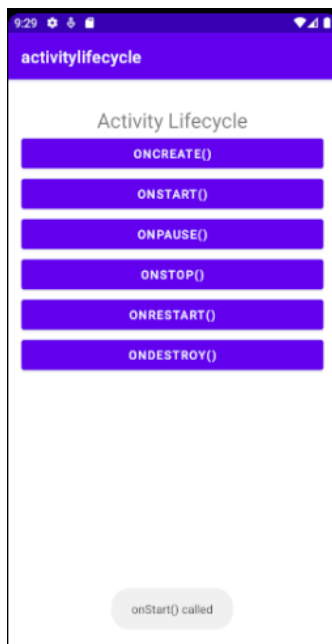 9:29
activitylifecycle
Activity Lifecycle
ONCREATE()
ONSTART()
ONPAUSE()
ONSTOP()
ONRESTART()
ONDESTROY()
onStart() called